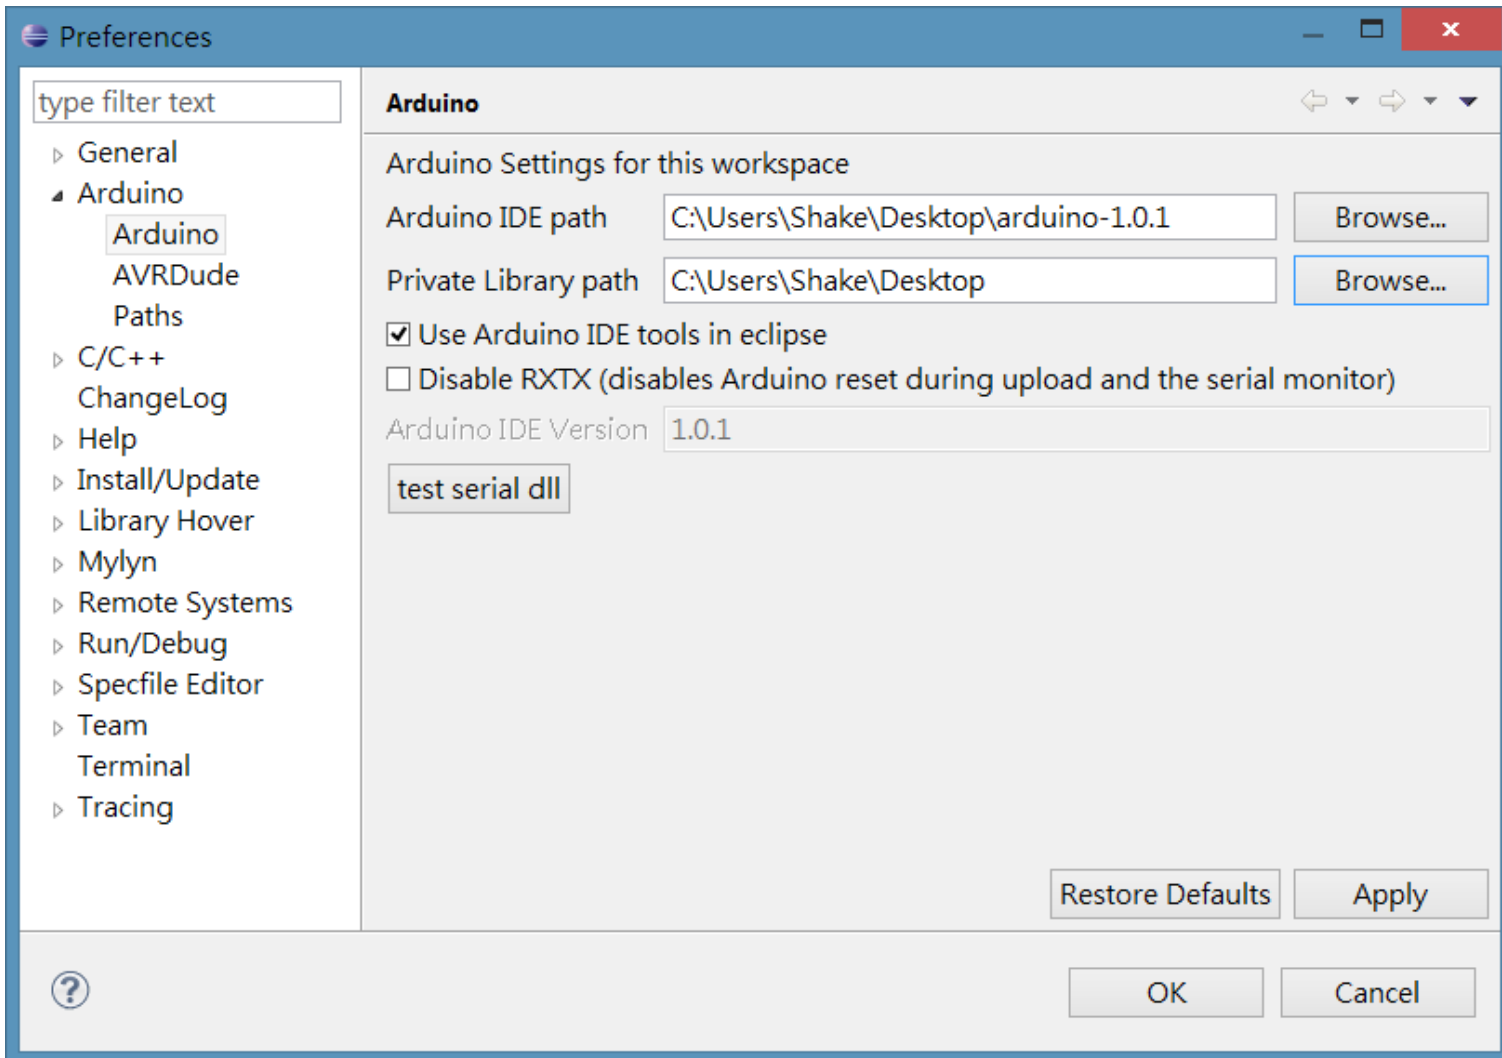 Preferences
type filter text
General
Arduino
Arduino
AVRDude
Paths
C/C++
ChangeLog
Help
Install/Update
Library Hover
Mylyn
Remote Systems
Run/Debug
Specfile Editor
Team
Terminal
Tracing
Arduino
Arduino Settings for this workspace
Arduino IDE path C:\Users\Shake\Desktop\arduino-1.0.1 Browse...
Private Library path C:\Users\Shake\Desktop Browse...
Use Arduino IDE tools in eclipse
Disable RXTX (disables Arduino reset during upload and the serial monitor)
Arduino IDE Version 1.0.1
test serial dll
Restore Defaults Apply
OK Cancel